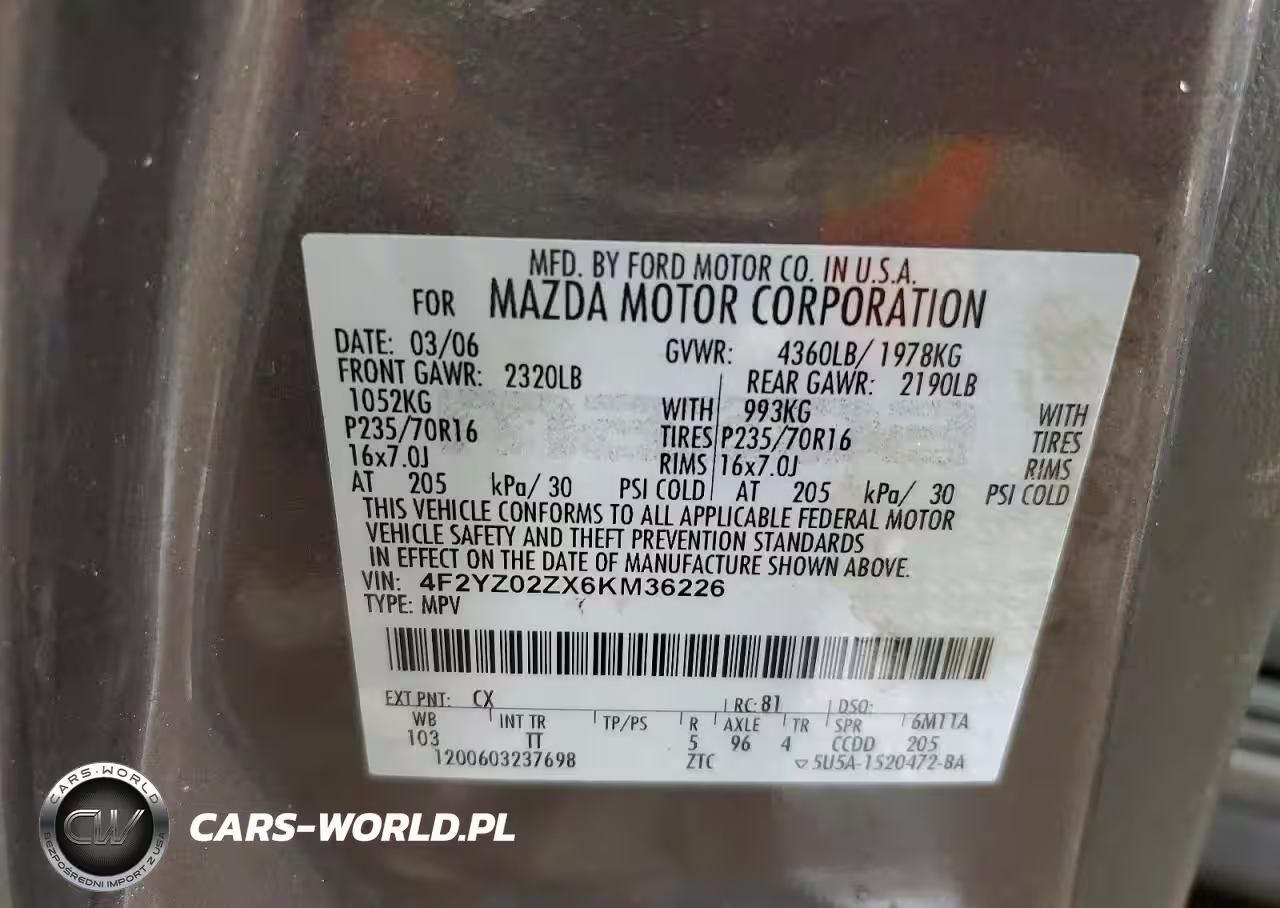 MFD. BY FORD MOTOR CO. IN U.S.A.
FOR MAZDA MOTOR CORPORATION
DATE: 03/06 GVWR: 4360LB/ 1978KG
FRONT GAWR: 2320LB REAR GAWR: 2190LB
1052KG WITH 993KG WITH
P235/70R16 TIRES P235/70R16 TIRES
16x7.0J RIMS 16x7.0J RIMS
AT 205 kPa/ 30 PSI COLD AT 205 kPa/ 30 PSI COLD
THIS VEHICLE CONFORMS TO ALL APPLICABLE FEDERAL MOTOR
VEHICLE SAFETY AND THEFT PREVENTION STANDARDS
IN EFFECT ON THE DATE OF MANUFACTURE SHOWN ABOVE.
VIN: 4F2YZ02ZX6KM36226
TYPE: MPV
EXT PNT: CX RC: 81 DSO:
WB INT TR TP/PS R AXLE TR SPR 6M11A
103 TT 5 96 4 CCDD 205
1200603237698 ZTC 5U5A-1520472-BA
CARS-WORLD
CW
BEZPOŚREDNI IMPORT Z USA
CARS-WORLD.PL